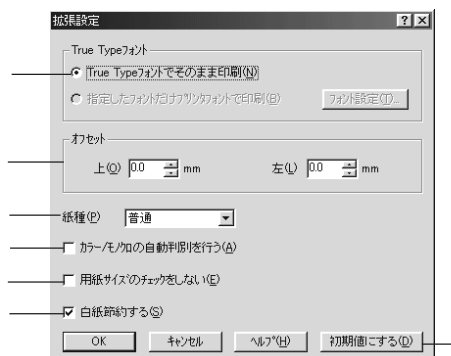 拡張設定
True Typeフォント
True Typeフォントでそのまま印刷(N)
指定したフォントだけプリンタフォントで印刷(B)
フォント設定(T)...
オフセット
上(O) 0.0 mm 左(L) 0.0 mm
紙種(P) 普通
カラー/モノクロの自動判別を行う(A)
用紙サイズのチェックをしない(E)
白紙節約する(S)
OK キャンセル ヘルプ(H) 初期値にする(D)